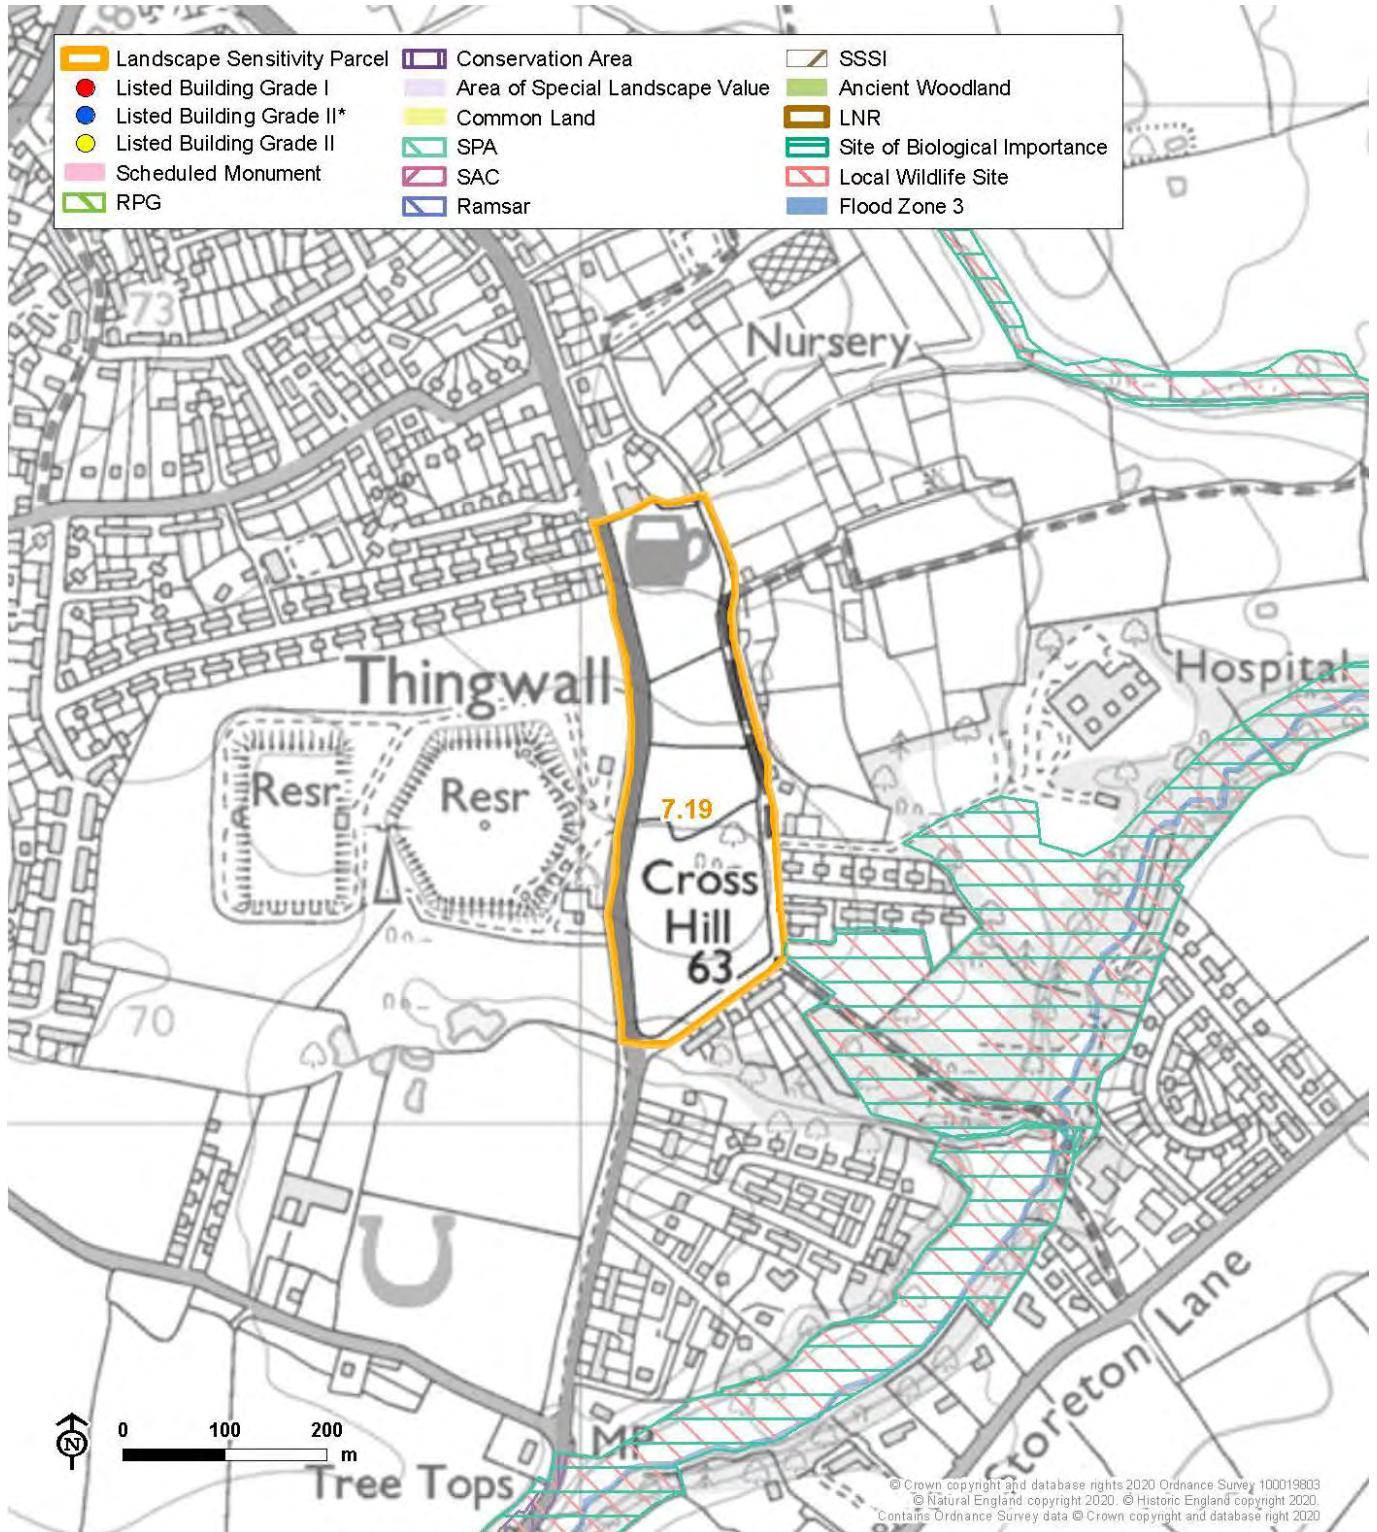 Landscape Sensitivity Parcel
Listed Building Grade I
Listed Building Grade II*
Listed Building Grade II
Scheduled Monument
RPG
Conservation Area
Area of Special Landscape Value
Common Land
SPA
SAC
Ramsar
SSSI
Ancient Woodland
LNR
Site of Biological Importance
Local Wildlife Site
Flood Zone 3
73
Nursery
Thingwall
Hospital
Resr
Resr
7.19
Cross
Hill
63
70
Storeton Lane
MP
Tree Tops
N
0 100 200
m
© Crown copyright and database rights 2020 Ordnance Survey 100019803
© Natural England copyright 2020. © Historic England copyright 2020.
Contains Ordnance Survey data © Crown copyright and database right 2020